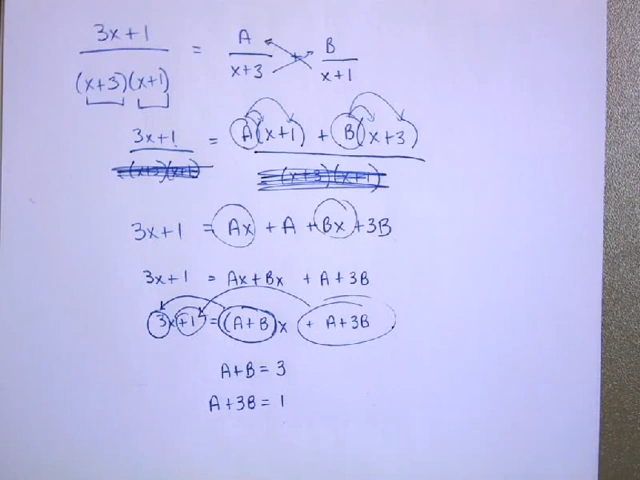 3x+1 / (x+3)(x+1) = A / x+3 + B / x+1
3x+1 / (x+3)(x+1) = A(x+1) + B(x+3) / (x+3)(x+1)
3x+1 = Ax + A + Bx + 3B
3x+1 = Ax+Bx + A+3B
3x+1 = (A+B)x + A+3B
A+B = 3
A+3B = 1